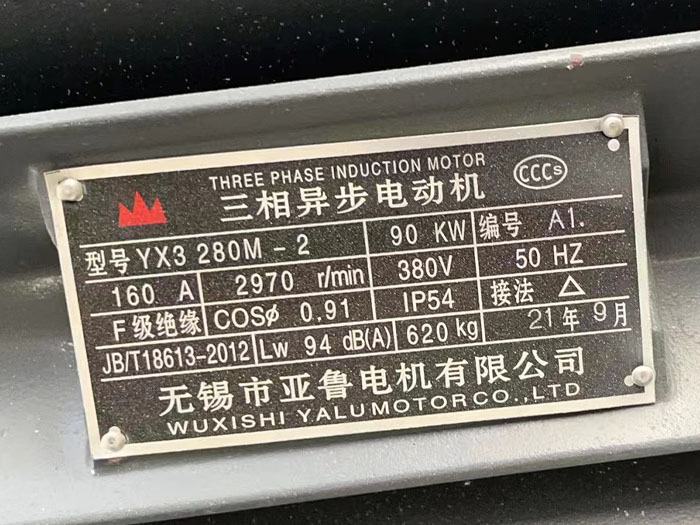 THREE PHASE INDUCTION MOTOR
三相异步电动机
CCCs
型号 YX3 280M - 2 90 KW 编号 A1.
160 A 2970 r/min 380V 50 HZ
F 级绝缘 COSø 0.91 IP54 接法 △
JB/T18613-2012 Lw 94 dB(A) 620 kg 21年 9月
无锡市亚鲁电机有限公司
WUXISHI YALUMOTORCO.,LTD